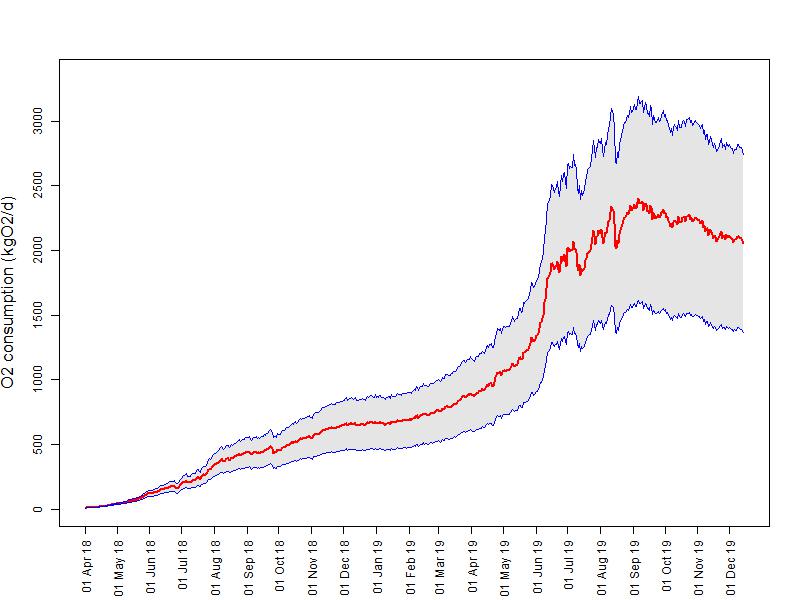 O2 consumption (kgO2/d)
3000
2500
2000
1500
1000
500
0
01 Apr 18
01 May 18
01 Jun 18
01 Jul 18
01 Aug 18
01 Sep 18
01 Oct 18
01 Nov 18
01 Dec 18
01 Jan 19
01 Feb 19
01 Mar 19
01 Apr 19
01 May 19
01 Jun 19
01 Jul 19
01 Aug 19
01 Sep 19
01 Oct 19
01 Nov 19
01 Dec 19